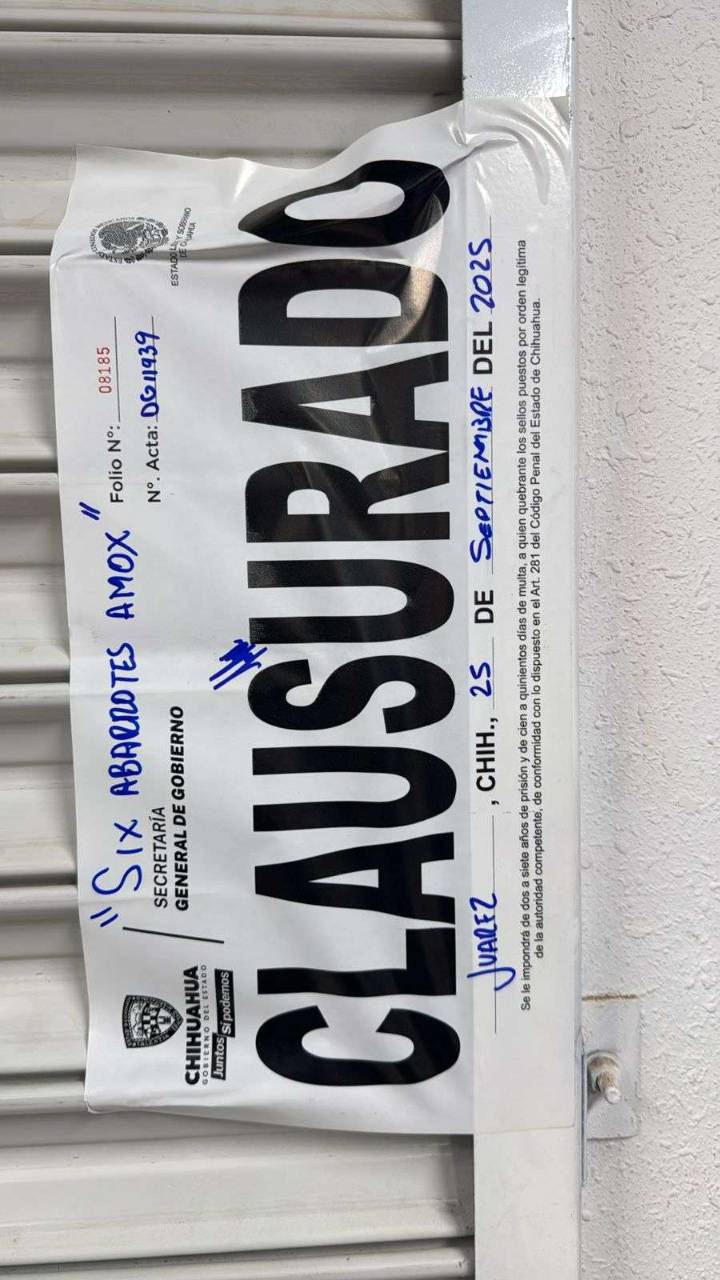 "SIX ABARROTES AMOX"
CHIHUAHUA
GOBIERNO DEL ESTADO
Juntos Sí podemos
SECRETARÍA
GENERAL DE GOBIERNO
Folio N°: 08185
N°. Acta: DG11939
CLAUSURADO
JUAREZ, CHIH., 25 DE SEPTIEMBRE DEL 2025
Se le impondrá de dos a siete años de prisión y de cien a quinientos días de multa, a quien quebrante los sellos puestos por orden legítima
de la autoridad competente, de conformidad con lo dispuesto en el Art. 281 del Código Penal del Estado de Chihuahua.